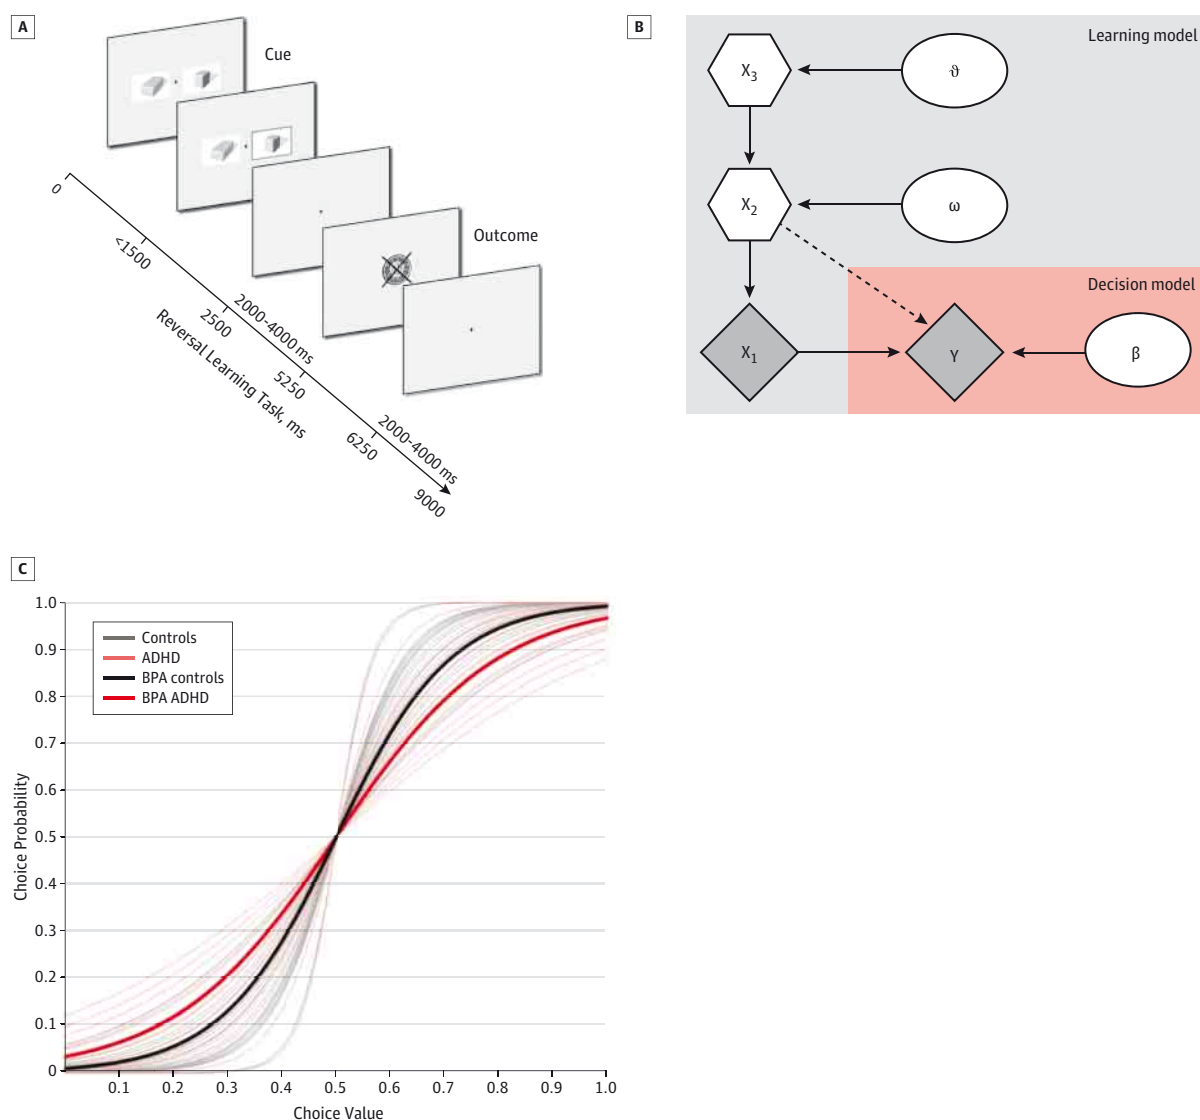 A
Cue
Outcome
0
<1500
2500
2000-4000 ms
5250
6250
2000-4000 ms
9000
Reversal Learning Task, ms
B
Learning model
X3
ϑ
X2
ω
Decision model
X1
γ
β
C
Controls
ADHD
BPA controls
BPA ADHD
1.0
0.9
0.8
0.7
0.6
0.5
0.4
0.3
0.2
0.1
0
Choice Probability
0.1 0.2 0.3 0.4 0.5 0.6 0.7 0.8 0.9 1.0
Choice Value